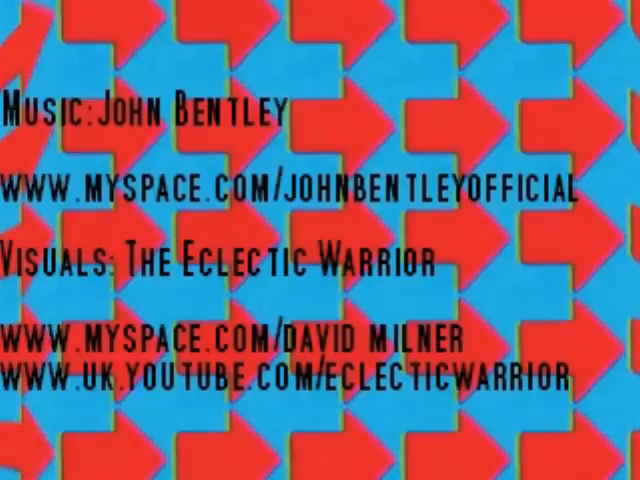 Music:John Bentley
www.myspace.com/johnbentleyofficial
Visuals: The Eclectic Warrior
www.myspace.com/david milner
www.uk.youtube.com/eclecticwarrior